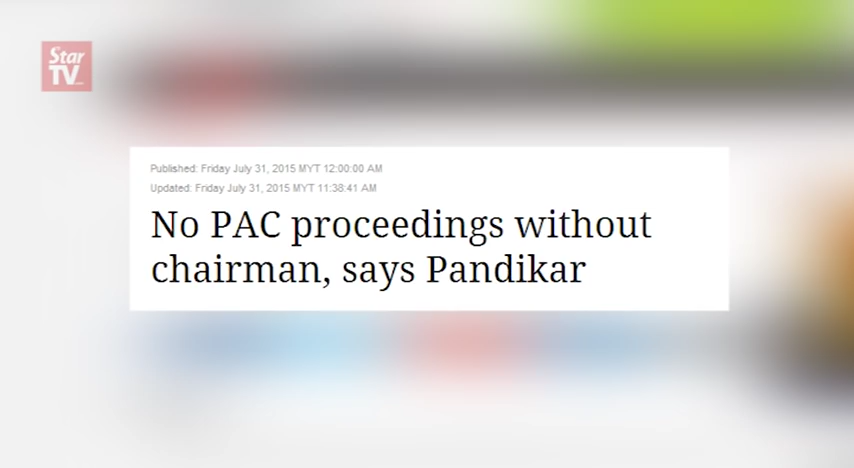 Star
TV
Published: Friday July 31, 2015 MYT 12:00:00 AM
Updated: Friday July 31, 2015 MYT 11:38:41 AM
No PAC proceedings without
chairman, says Pandikar